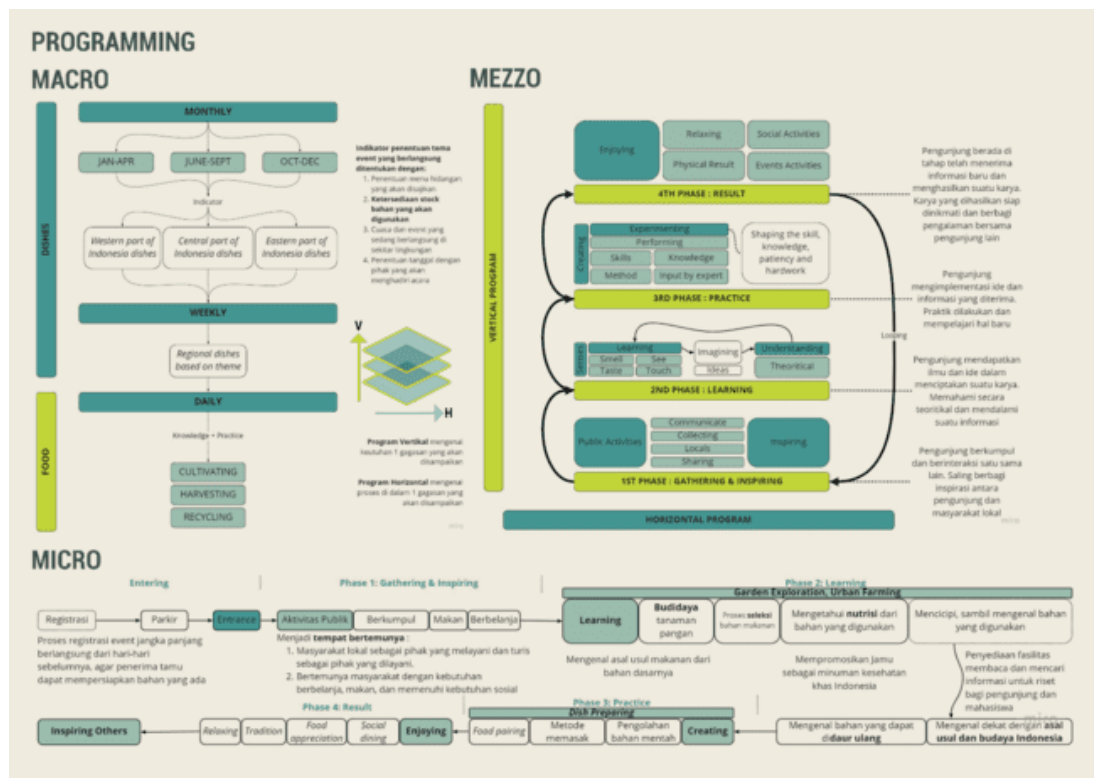 PROGRAMMING
MACRO
DISHES
FOOD
MONTHLY
JAN-APR
JUNE-SEPT
OCT-DEC
Indikator
Western part of
Indonesia dishes
Central part of
Indonesia dishes
Eastern part of
Indonesia dishes
WEEKLY
Regional dishes
based on theme
DAILY
Knowledge + Practice
CULTIVATING
HARVESTING
RECYCLING
Indikator penentuan tema
event yang berlangsung
ditentukan dengan:
1. Penentuan menu hidangan
yang akan disajikan
2. Ketersediaan stock
bahan yang akan
digunakan
3. Cuaca dan event yang
sedang berlangsung di
sekitar lingkungan
4. Penentuan tanggal dengan
pihak yang akan
menghadiri acara
V
H
Program Vertikal mengenai
keutuhan 1 gagasan yang akan
disampaikan
Program Horizontal mengenai
proses di dalam 1 gagasan yang
akan disampaikan
miro
MEZZO
VERTICAL PROGRAM
Enjoying
Relaxing
Social Activities
Physical Result
Events Activities
4TH PHASE : RESULT
Creating
Experimenting
Performing
Skills
Knowledge
Method
Input by expert
Shaping the skill,
knowledge,
patiency and
hardwork
3RD PHASE : PRACTICE
Senses
Learning
Smell
See
Taste
Touch
Imagining
Ideas
Understanding
Theoritical
2ND PHASE : LEARNING
Public Activities
Communicate
Collecting
Locals
Sharing
Inspiring
1ST PHASE : GATHERING & INSPIRING
HORIZONTAL PROGRAM
Looping
Pengunjung berada di
tahap telah menerima
informasi baru dan
menghasilkan suatu karya.
Karya yang dihasilkan siap
dinikmati dan berbagi
pengalaman bersama
pengunjung lain
Pengunjung
mengimplementasi ide dan
informasi yang diterima.
Praktik dilakukan dan
mempelajari hal baru
Pengunjung mendapatkan
ilmu dan ide dalam
menciptakan suatu karya.
Memahami secara
teoritikal dan mendalami
suatu informasi
Pengunjung berkumpul
dan berinteraksi satu sama
lain. Saling berbagi
inspirasi antara
pengunjung dan
masyarakat lokal
miro
MICRO
Entering
Phase 1: Gathering & Inspiring
Phase 2: Learning
Garden Exploration, Urban Farming
Registrasi
Parkir
Entrance
Aktivitas Publik
Berkumpul
Makan
Berbelanja
Learning
Budidaya
tanaman
pangan
Proses seleksi
bahan makanan
Mengetahui nutrisi dari
bahan yang digunakan
Mencicipi, sambil mengenal bahan
yang digunakan
Proses registrasi event jangka panjang
berlangsung dari hari-hari
sebelumnya, agar penerima tamu
dapat mempersiapkan bahan yang ada
Menjadi tempat bertemunya :
1. Masyarakat lokal sebagai pihak yang melayani dan turis
sebagai pihak yang dilayani.
2. Bertemunya masyarakat dengan kebutuhan
berbelanja, makan, dan memenuhi kebutuhan sosial
Mengenal asal usul makanan dari
bahan dasarnya
Mempromosikan Jamu
sebagai minuman kesehatan
khas Indonesia
Penyediaan fasilitas
membaca dan mencari
informasi untuk riset
bagi pengunjung dan
mahasiswa
Phase 4: Result
Phase 3: Practice
Dish Preparing
Inspiring Others
Relaxing
Tradition
Food
appreciation
Social
dining
Enjoying
Food pairing
Metode
memasak
Pengolahan
bahan mentah
Creating
Mengenal bahan yang dapat
didaur ulang
Mengenal dekat dengan asal
usul dan budaya Indonesia
miro